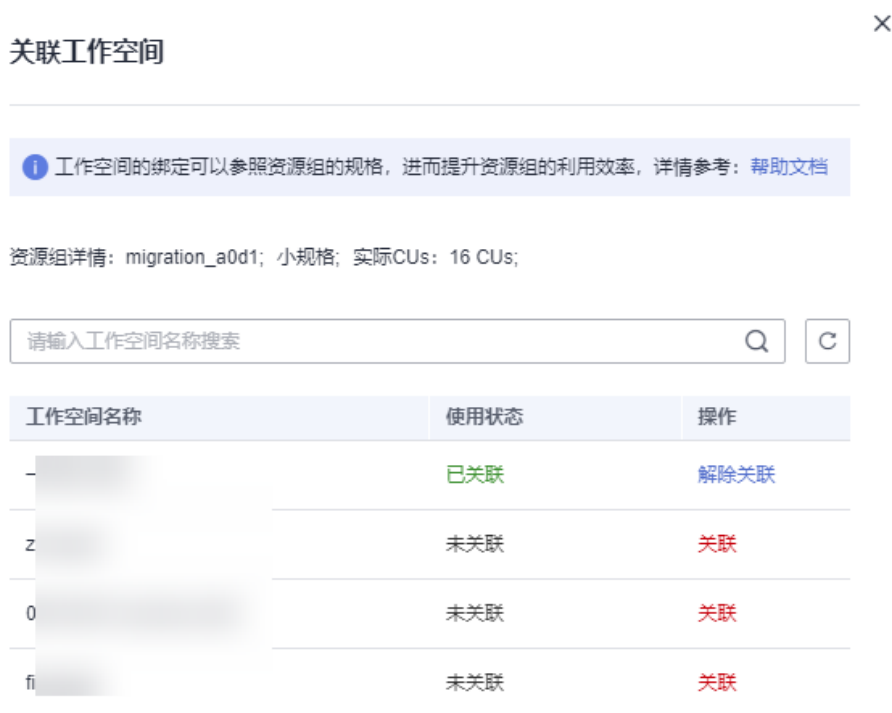 关联工作空间
工作空间的绑定可以参照资源组的规格，进而提升资源组的利用效率，详情参考：帮助文档
资源组详情：migration_a0d1; 小规格; 实际CUs：16 CUs;
请输入工作空间名称搜索
工作空间名称 使用状态 操作
已关联 解除关联
z 未关联 关联
0 未关联 关联
fi 未关联 关联